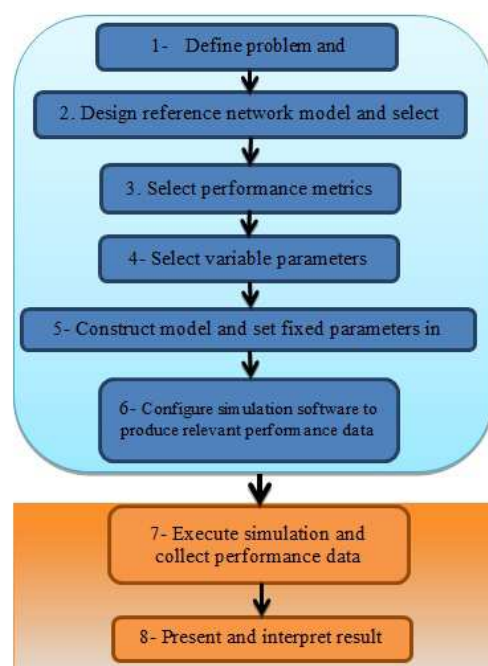 1- Define problem and
2. Design reference network model and select
3. Select performance metrics
4- Select variable parameters
5- Construct model and set fixed parameters in
6- Configure simulation software to
produce relevant performance data
7- Execute simulation and
collect performance data
8- Present and interpret result